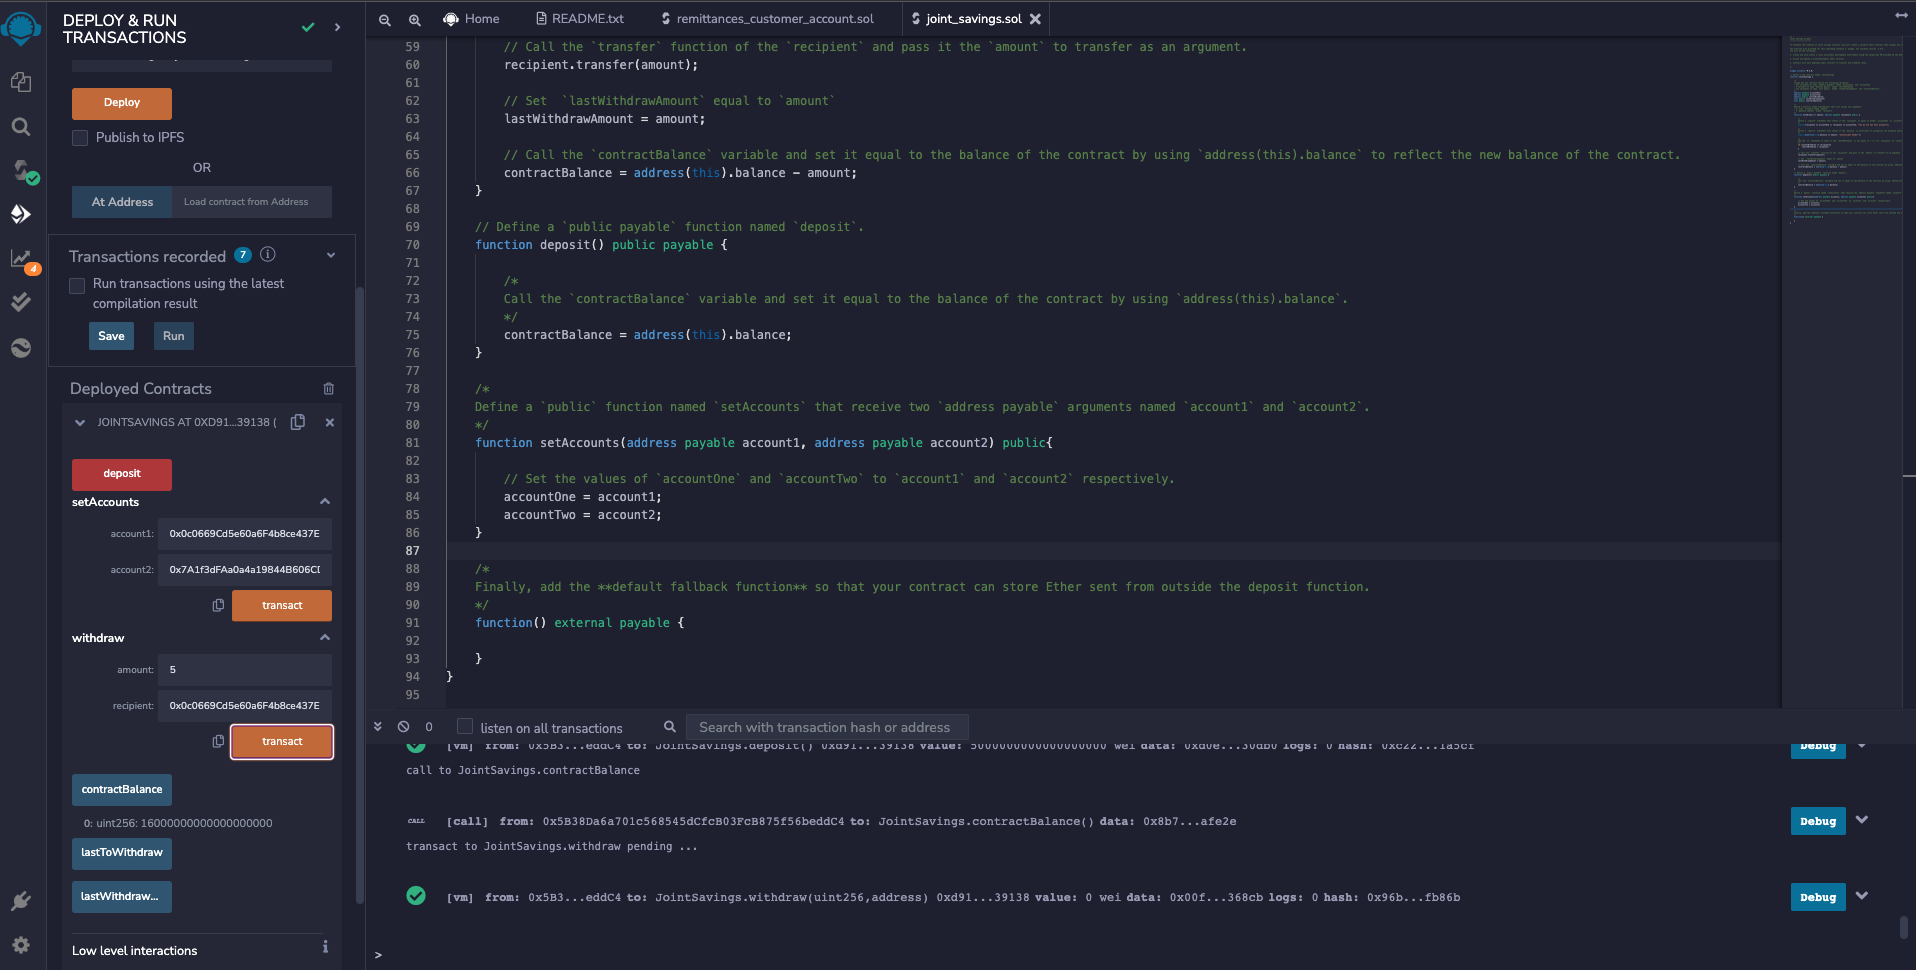 DEPLOY & RUN
TRANSACTIONS
Deploy
Publish to IPFS
OR
At Address
Load contract from Address
Transactions recorded 7
Run transactions using the latest
compilation result
Save
Run
4
Deployed Contracts
JOINTSAVINGS AT 0XD91...39138 (
deposit
setAccounts
account1: 0x0c0669Cd5e60a6F4b8ce437E
account2: 0x7A1f3dFAa0a4a19844B606CD
transact
withdraw
amount: 5
recipient: 0x0c0669Cd5e60a6F4b8ce437E
transact
contractBalance
0: uint256: 16000000000000000000
lastToWithdraw
lastWithdraw...
Low level interactions
Home
README.txt
remittances_customer_account.sol
joint_savings.sol
59 // Call the `transfer` function of the `recipient` and pass it the `amount` to transfer as an argument.
60 recipient.transfer(amount);
61
62 // Set  `lastWithdrawAmount` equal to `amount`
63 lastWithdrawAmount = amount;
64
65 // Call the `contractBalance` variable and set it equal to the balance of the contract by using `address(this).balance` to reflect the new balance of the contract.
66 contractBalance = address(this).balance - amount;
67 }
68
69 // Define a `public payable` function named `deposit`.
70 function deposit() public payable {
71
72 /*
73 Call the `contractBalance` variable and set it equal to the balance of the contract by using `address(this).balance`.
74 */
75 contractBalance = address(this).balance;
76 }
77
78 /*
79 Define a `public` function named `setAccounts` that receive two `address payable` arguments named `account1` and `account2`.
80 */
81 function setAccounts(address payable account1, address payable account2) public{
82
83 // Set the values of `accountOne` and `accountTwo` to `account1` and `account2` respectively.
84 accountOne = account1;
85 accountTwo = account2;
86 }
87
88 /*
89 Finally, add the **default fallback function** so that your contract can store Ether sent from outside the deposit function.
90 */
91 function() external payable {
92
93 }
94 }
95
0
listen on all transactions
Search with transaction hash or address
[vm] from: 0x5B3...eddC4 to: JointSavings.deposit() 0xd91...39138 value: 5000000000000000000 wei data: 0xd0e...30db0 logs: 0 hash: 0xc22...1a5cf
Debug
call to JointSavings.contractBalance
CALL [call] from: 0x5B38Da6a701c568545dCfcB03FcB875f56beddC4 to: JointSavings.contractBalance() data: 0x8b7...afe2e
Debug
transact to JointSavings.withdraw pending ...
[vm] from: 0x5B3...eddC4 to: JointSavings.withdraw(uint256,address) 0xd91...39138 value: 0 wei data: 0x00f...368cb logs: 0 hash: 0x96b...fb86b
Debug
>